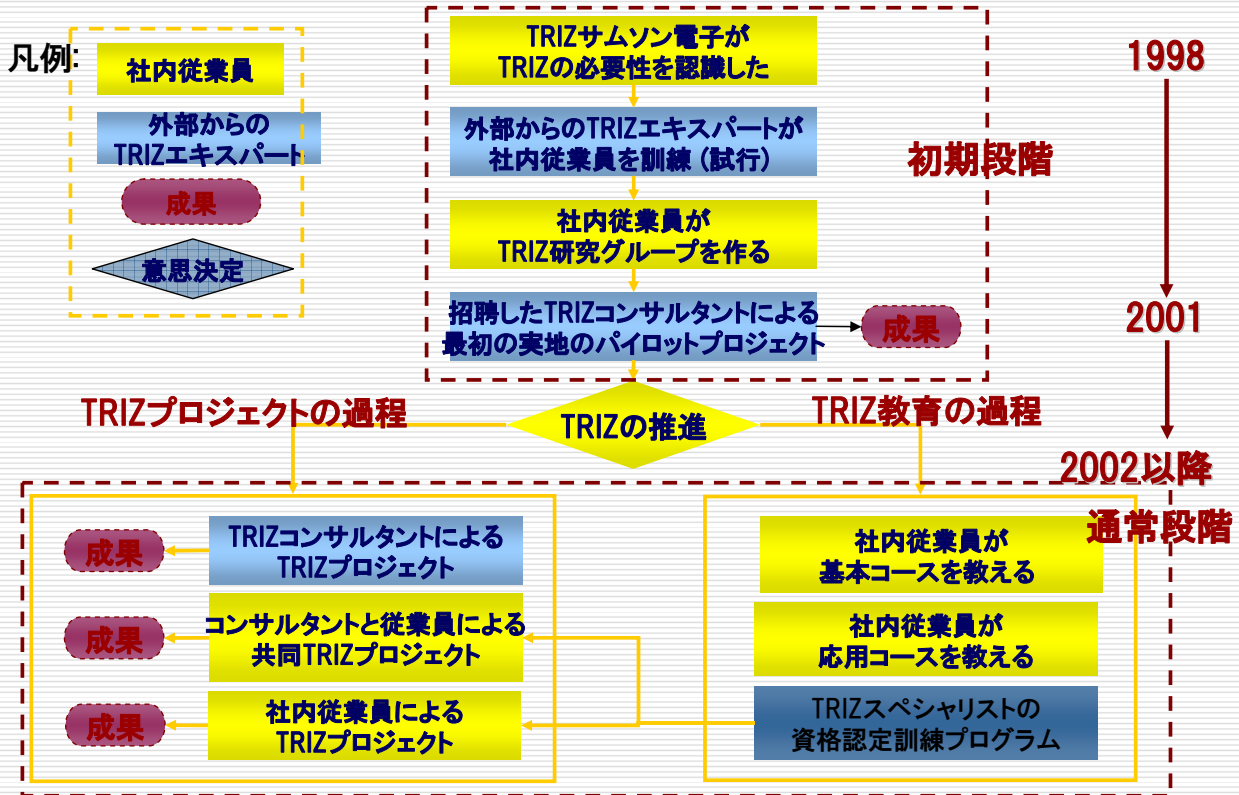 凡例:
社内従業員
外部からの
TRIZエキスパート
成果
意思決定
TRIZサムソン電子が
TRIZの必要性を認識した
外部からのTRIZエキスパートが
社内従業員を訓練（試行）
社内従業員が
TRIZ研究グループを作る
招聘したTRIZコンサルタントによる
最初の実地のパイロットプロジェクト
成果
初期段階
1998
2001
2002以降
TRIZの推進
TRIZプロジェクトの過程
TRIZ教育の過程
通常段階
TRIZコンサルタントによる
TRIZプロジェクト
成果
コンサルタントと従業員による
共同TRIZプロジェクト
成果
社内従業員による
TRIZプロジェクト
成果
社内従業員が
基本コースを教える
社内従業員が
応用コースを教える
TRIZスペシャリストの
資格認定訓練プログラム